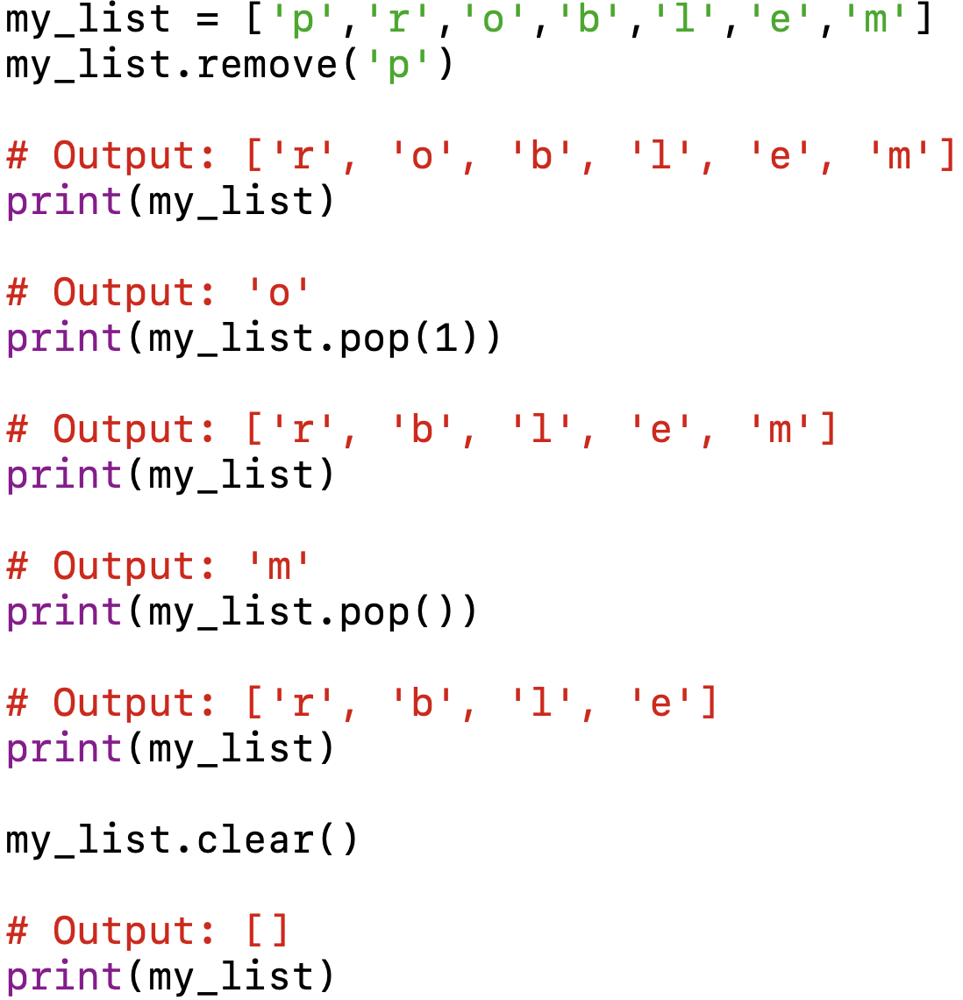 my_list = ['p','r','o','b','l','e','m']
my_list.remove('p')

# Output: ['r', 'o', 'b', 'l', 'e', 'm']
print(my_list)

# Output: 'o'
print(my_list.pop(1))

# Output: ['r', 'b', 'l', 'e', 'm']
print(my_list)

# Output: 'm'
print(my_list.pop())

# Output: ['r', 'b', 'l', 'e']
print(my_list)

my_list.clear()

# Output: []
print(my_list)